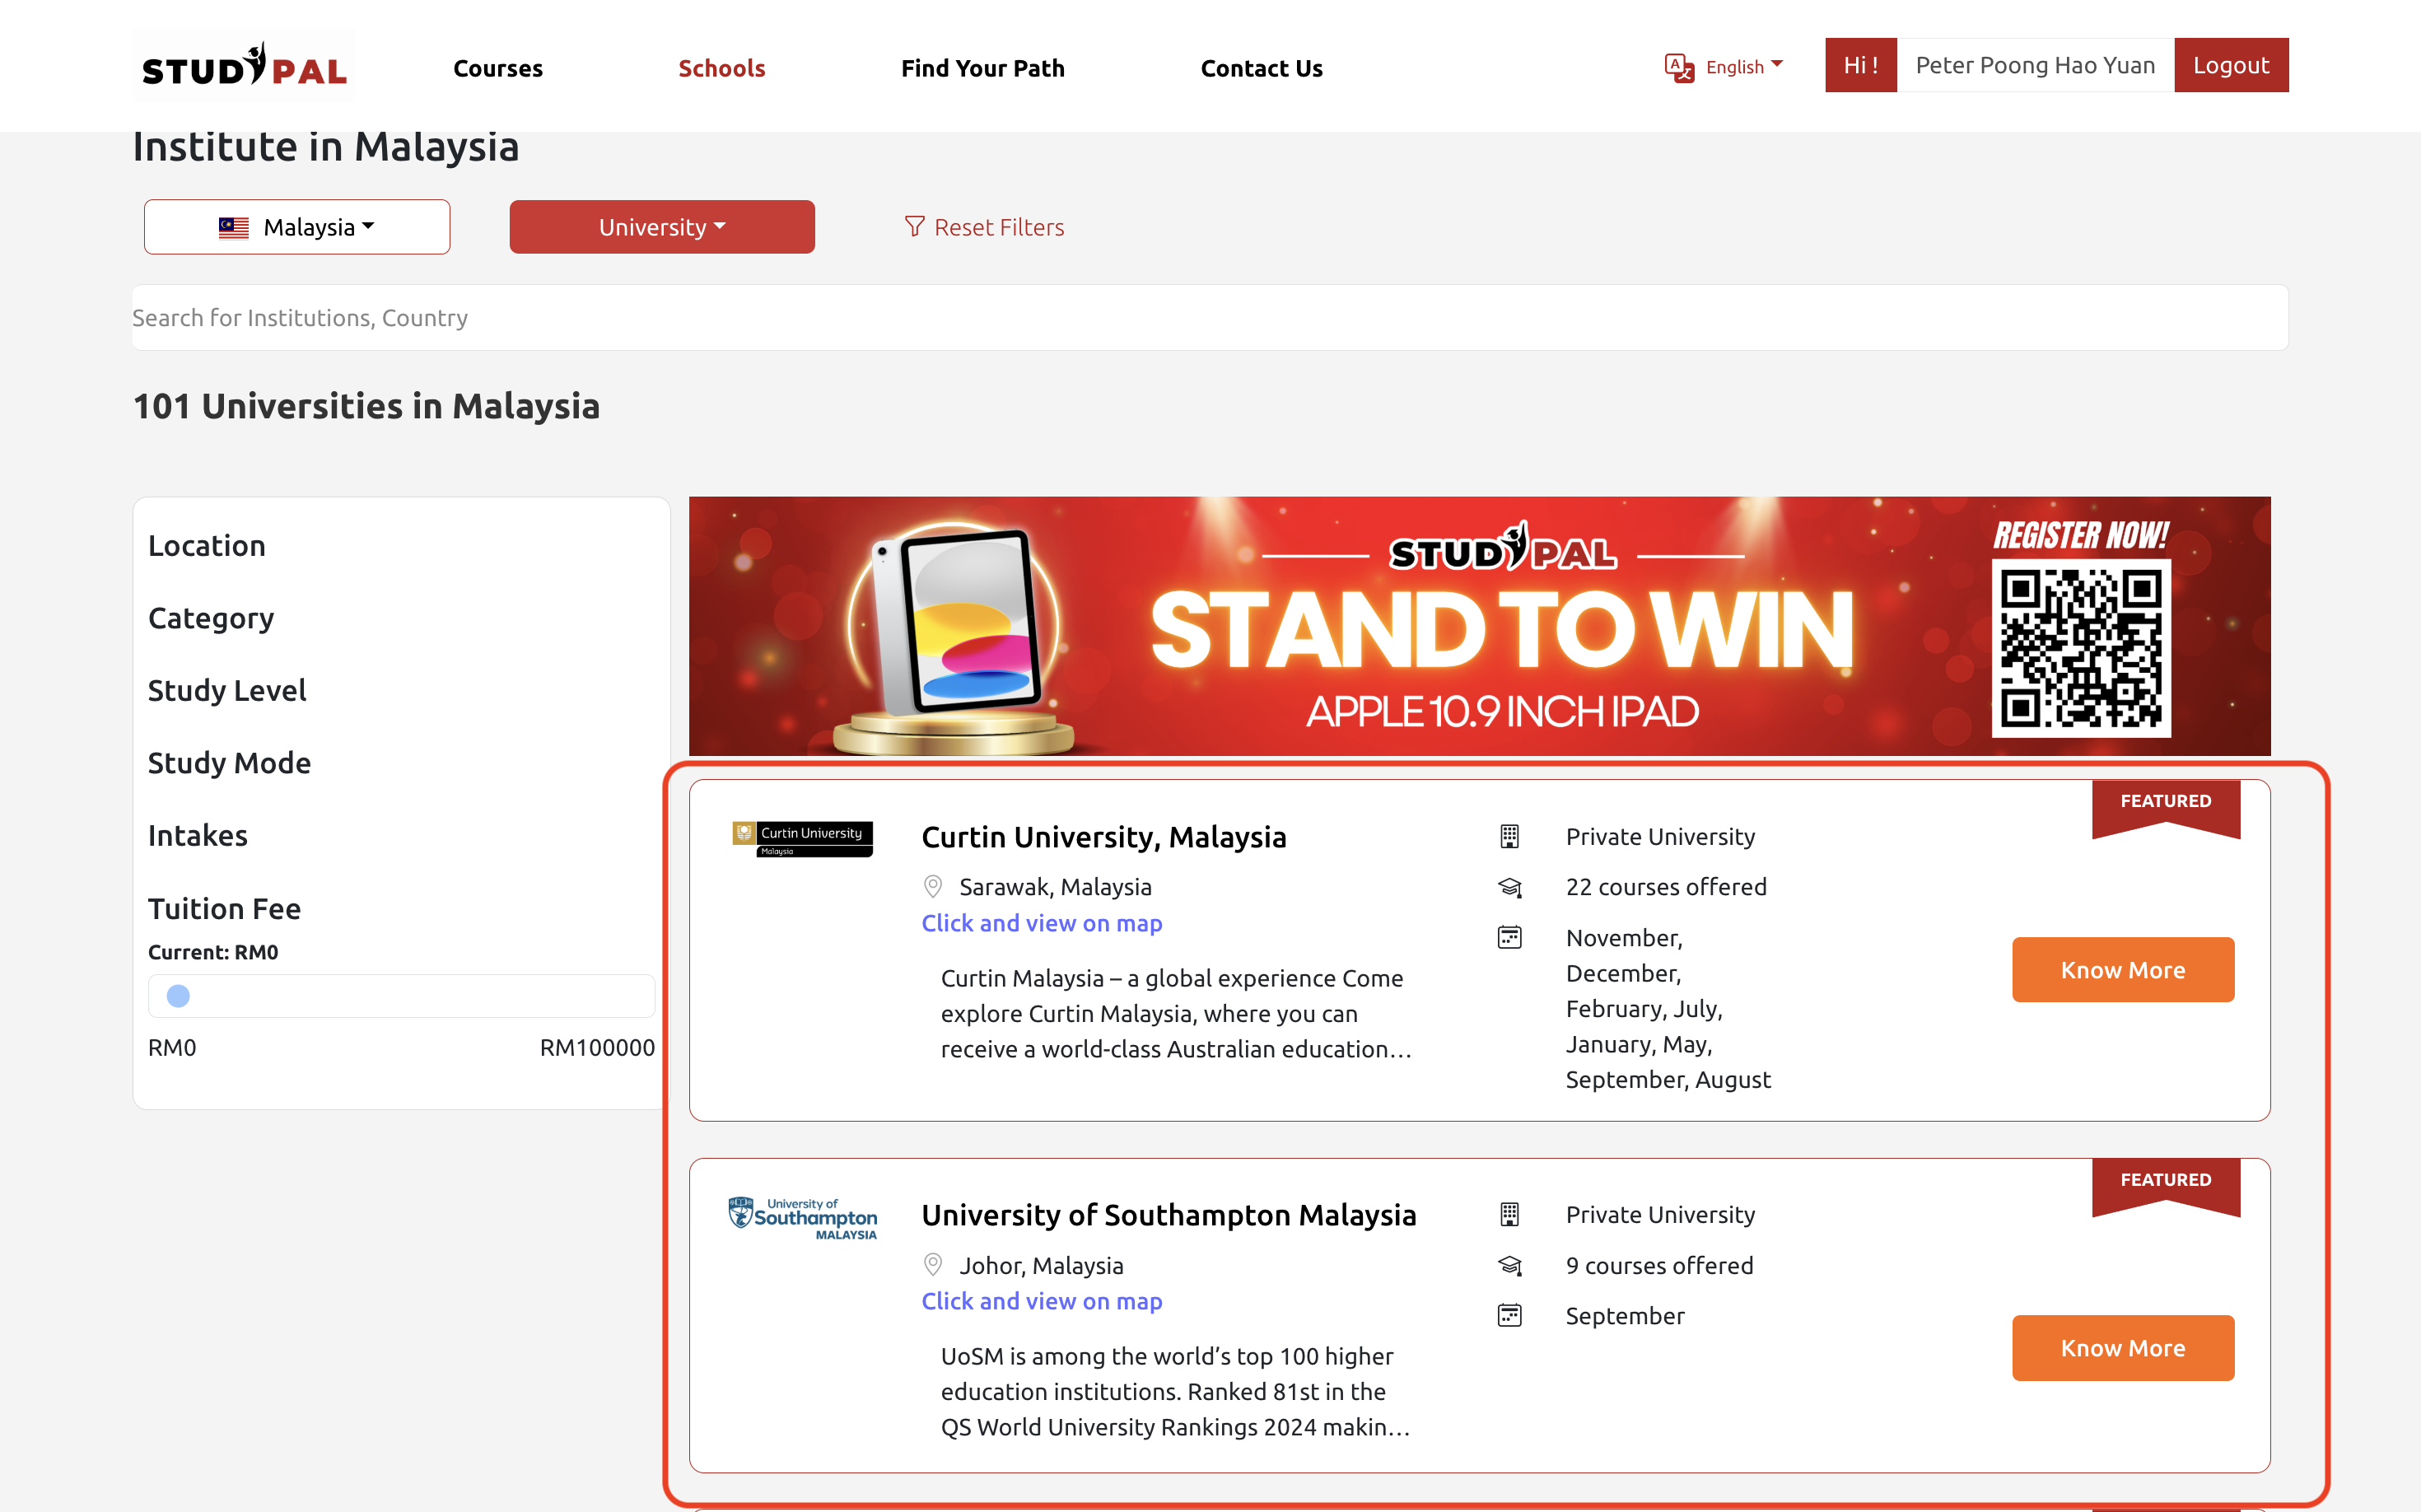 STUDYPAL
Courses
Schools
Find Your Path
Contact Us
English
Hi !
Peter Poong Hao Yuan
Logout
Institute in Malaysia
Malaysia
University
Reset Filters
Search for Institutions, Country
101 Universities in Malaysia
Location
Category
Study Level
Study Mode
Intakes
Tuition Fee
Current: RM0
RM0
RM100000
STUDYPAL
STAND TO WIN
APPLE 10.9 INCH IPAD
REGISTER NOW!
FEATURED
Curtin University
Malaysia
Curtin University, Malaysia
Sarawak, Malaysia
Click and view on map
Curtin Malaysia – a global experience Come
explore Curtin Malaysia, where you can
receive a world-class Australian education…
Private University
22 courses offered
November,
December,
February, July,
January, May,
September, August
Know More
FEATURED
University of
Southampton
MALAYSIA
University of Southampton Malaysia
Johor, Malaysia
Click and view on map
UoSM is among the world’s top 100 higher
education institutions. Ranked 81st in the
QS World University Rankings 2024 makin…
Private University
9 courses offered
September
Know More